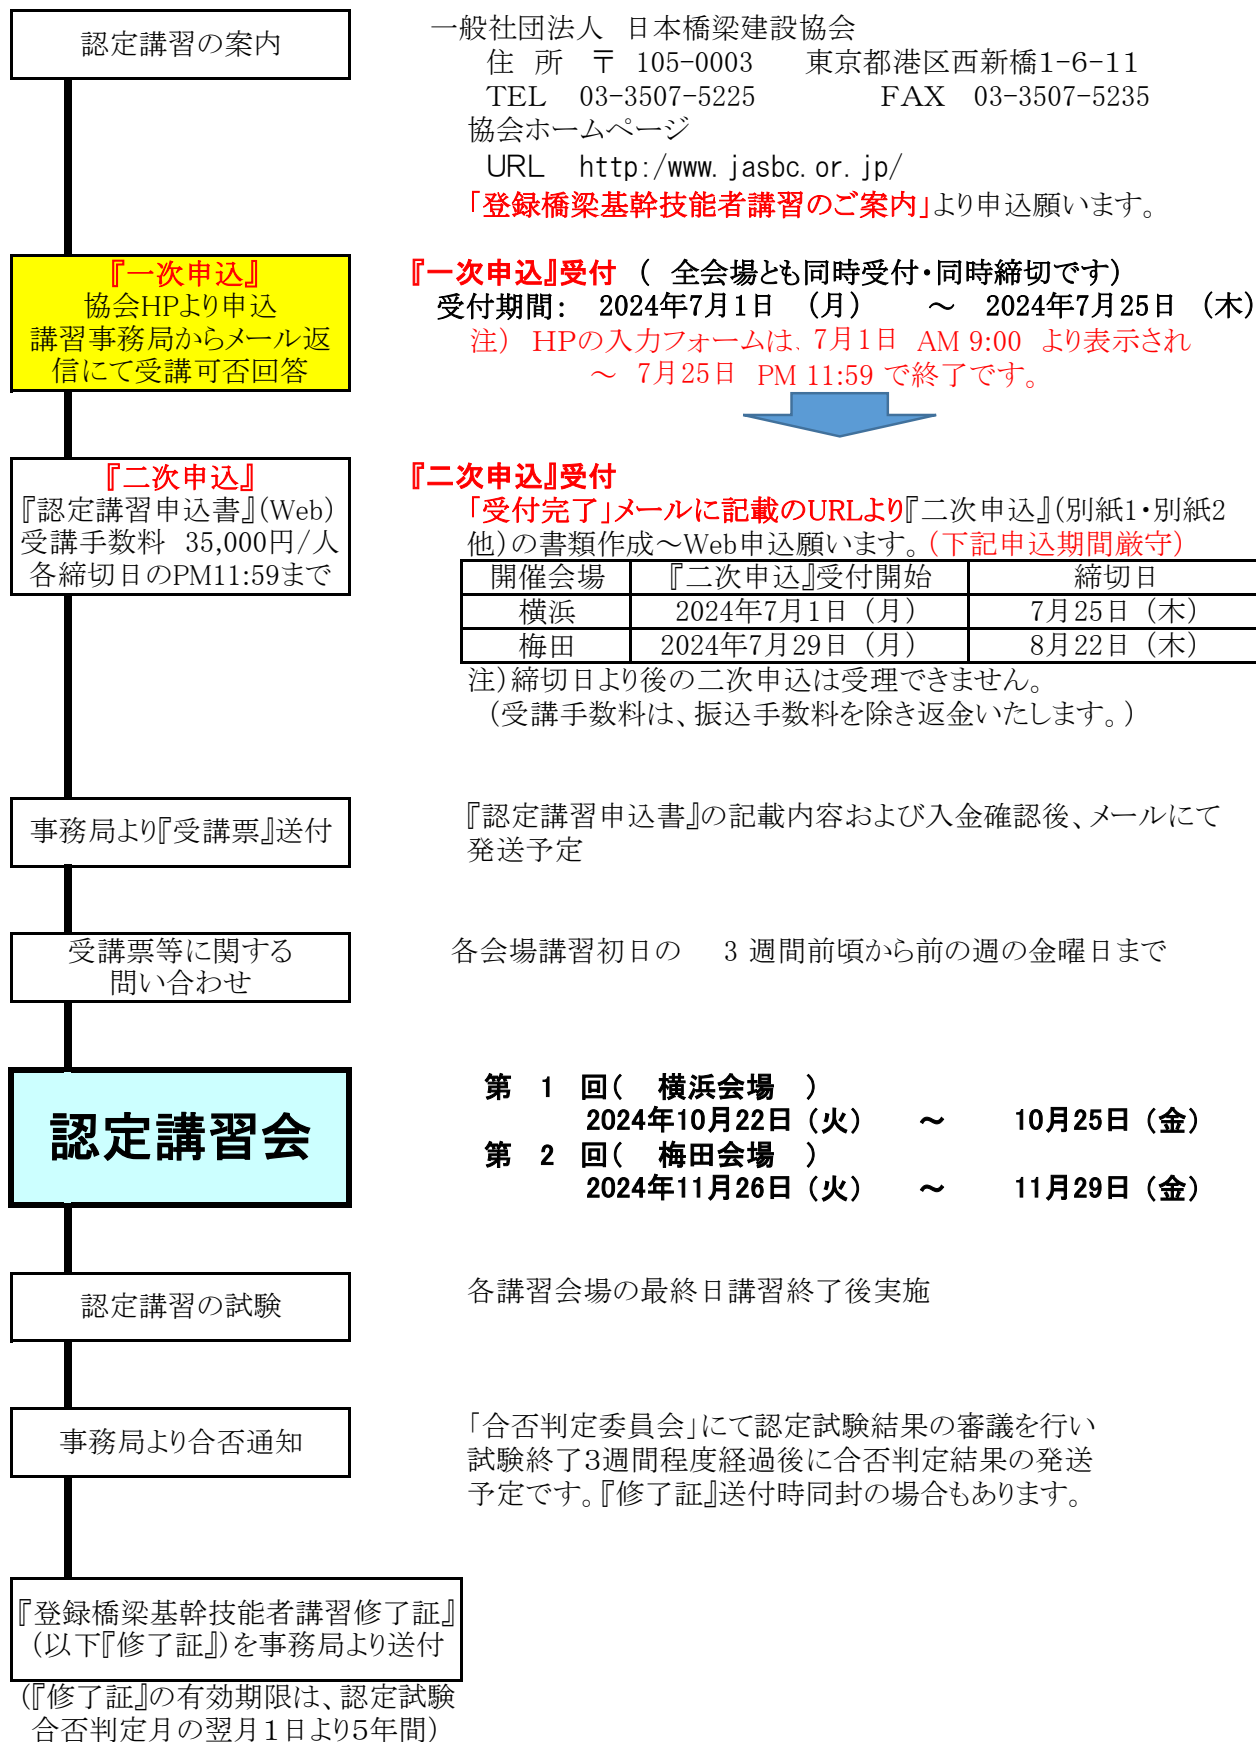 認定講習の案内
一般社団法人 日本橋梁建設協会
住 所 〒 105-0003 東京都港区西新橋1-6-11
TEL 03-3507-5225 FAX 03-3507-5235
協会ホームページ
URL http:/www.jasbc.or.jp/
「登録橋梁基幹技能者講習のご案内」より申込願います。
『一次申込』
協会HPより申込
講習事務局からメール返
信にて受講可否回答
『一次申込』受付 ( 全会場とも同時受付・同時締切です)
受付期間: 2024年7月1日 (月) ～ 2024年7月25日 (木)
注) HPの入力フォームは、7月1日 AM 9:00 より表示され
～ 7月25日 PM 11:59 で終了です。
『二次申込』
『認定講習申込書』(Web)
受講手数料 35,000円/人
各締切日のPM11:59まで
『二次申込』受付
「受付完了」メールに記載のURLより『二次申込』(別紙1・別紙2
他)の書類作成～Web申込願います。(下記申込期間厳守)
開催会場 『二次申込』受付開始 締切日
横浜 2024年7月1日 (月) 7月25日 (木)
梅田 2024年7月29日 (月) 8月22日 (木)
注)締切日より後の二次申込は受理できません。
(受講手数料は、振込手数料を除き返金いたします。)
事務局より『受講票』送付
『認定講習申込書』の記載内容および入金確認後、メールにて
発送予定
受講票等に関する
問い合わせ
各会場講習初日の 3 週間前頃から前の週の金曜日まで
認定講習会
第 1 回( 横浜会場 )
2024年10月22日 (火) ～ 10月25日 (金)
第 2 回( 梅田会場 )
2024年11月26日 (火) ～ 11月29日 (金)
認定講習の試験
各講習会場の最終日講習終了後実施
事務局より合否通知
「合否判定委員会」にて認定試験結果の審議を行い
試験終了3週間程度経過後に合否判定結果の発送
予定です。『修了証』送付時同封の場合もあります。
『登録橋梁基幹技能者講習修了証』
(以下『修了証』)を事務局より送付
(『修了証』の有効期限は、認定試験
合否判定月の翌月1日より5年間)